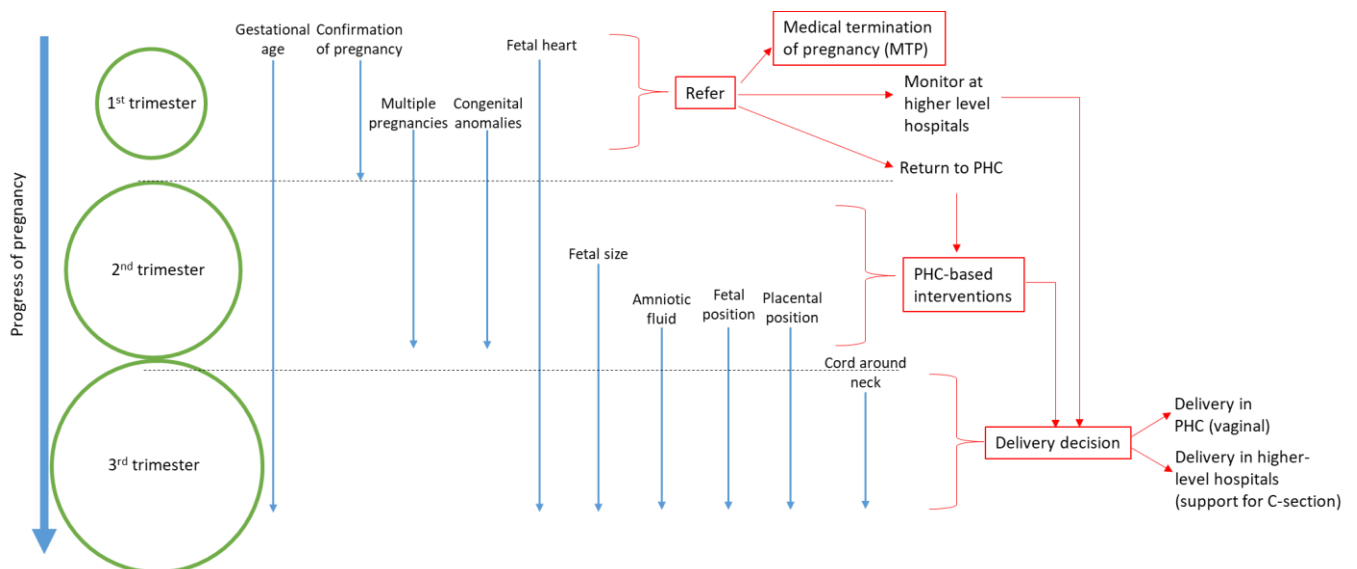 Progress of pregnancy
1st trimester
2nd trimester
3rd trimester
Gestational
age
Confirmation
of pregnancy
Multiple
pregnancies
Congenital
anomalies
Fetal heart
Fetal size
Amniotic
fluid
Fetal
position
Placental
position
Cord around
neck
Refer
Medical termination
of pregnancy (MTP)
Monitor at
higher level
hospitals
Return to PHC
PHC-based
interventions
Delivery decision
Delivery in
PHC (vaginal)
Delivery in higher-
level hospitals
(support for C-section)